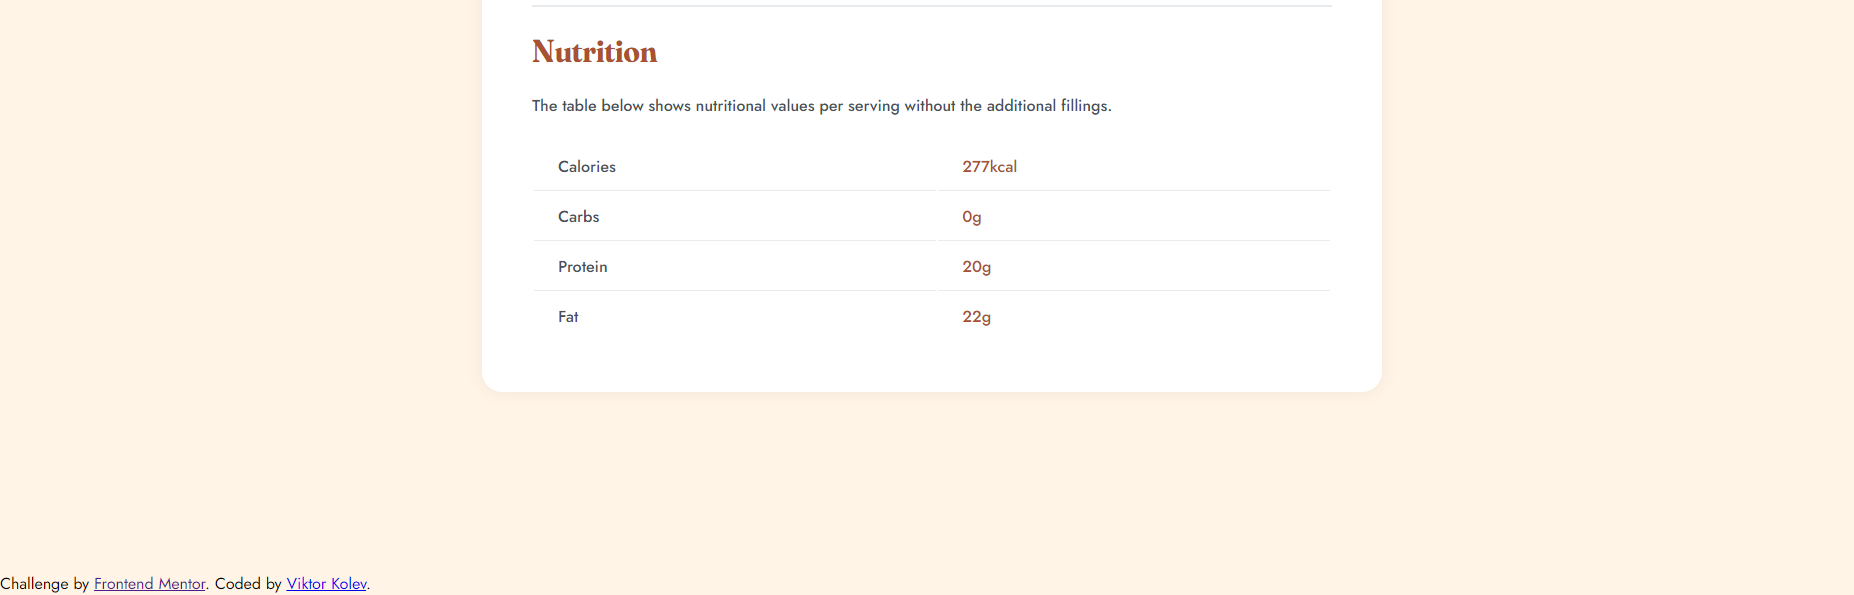 Nutrition
The table below shows nutritional values per serving without the additional fillings.
Calories 277kcal
Carbs 0g
Protein 20g
Fat 22g
Challenge by Frontend Mentor. Coded by Viktor Kolev.